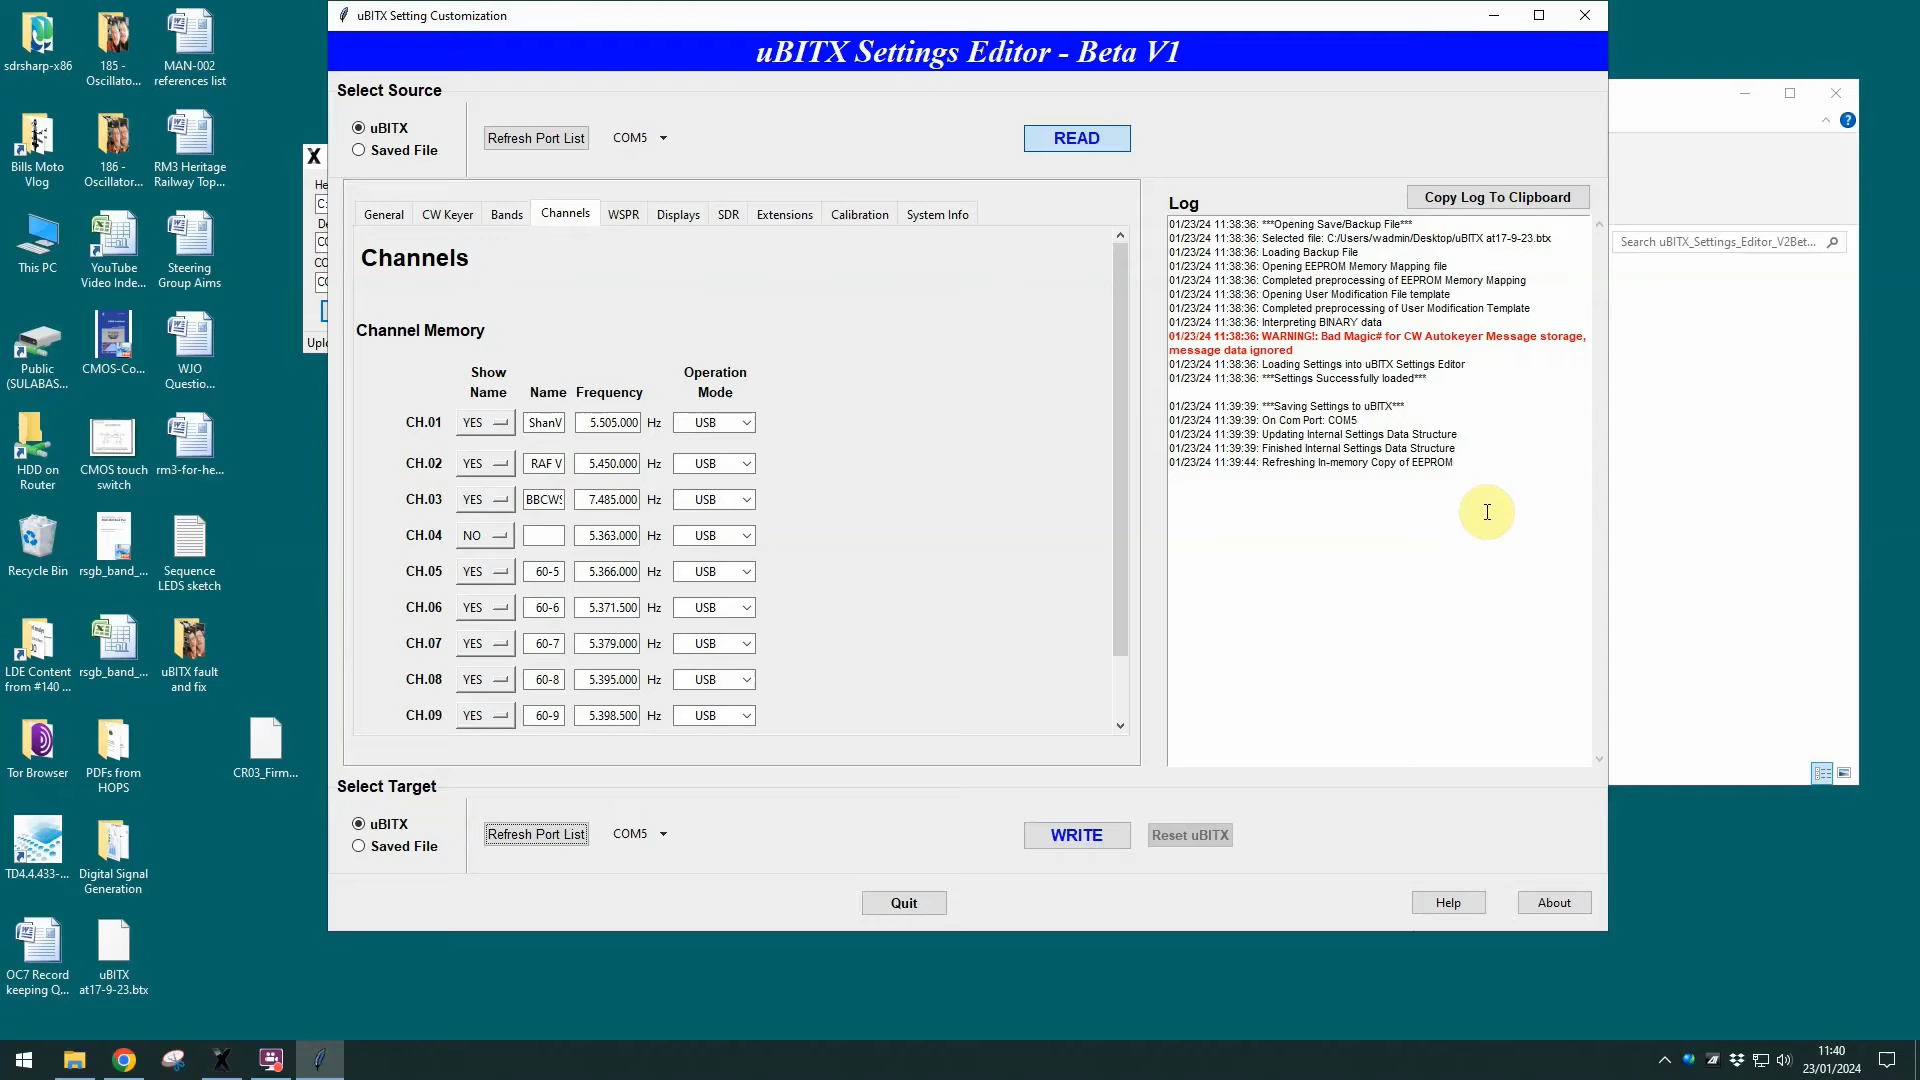 uBITX Setting Customization
uBITX Settings Editor - Beta V1
Select Source
uBITX
Saved File
Refresh Port List
COM5
READ
General
CW Keyer
Bands
Channels
WSPR
Displays
SDR
Extensions
Calibration
System Info
Channels
Channel Memory
Show
Name
Name
Frequency
Operation
Mode
CH.01 YES ShanV 5.505.000 Hz USB
CH.02 YES RAF V 5.450.000 Hz USB
CH.03 YES BBCWS 7.485.000 Hz USB
CH.04 NO 5.363.000 Hz USB
CH.05 YES 60-5 5.366.000 Hz USB
CH.06 YES 60-6 5.371.500 Hz USB
CH.07 YES 60-7 5.379.000 Hz USB
CH.08 YES 60-8 5.395.000 Hz USB
CH.09 YES 60-9 5.398.500 Hz USB
Log
Copy Log To Clipboard
01/23/24 11:38:36: ***Opening Save/Backup File***
01/23/24 11:38:36: Selected file: C:/Users/wadmin/Desktop/uBITX at17-9-23.btx
01/23/24 11:38:36: Loading Backup File
01/23/24 11:38:36: Opening EEPROM Memory Mapping file
01/23/24 11:38:36: Completed preprocessing of EEPROM Memory Mapping
01/23/24 11:38:36: Opening User Modification File template
01/23/24 11:38:36: Completed preprocessing of User Modification Template
01/23/24 11:38:36: Interpreting BINARY data
01/23/24 11:38:36: WARNING!: Bad Magic# for CW Autokeyer Message storage,
message data ignored
01/23/24 11:38:36: Loading Settings into uBITX Settings Editor
01/23/24 11:38:36: ***Settings Successfully loaded***
01/23/24 11:39:39: ***Saving Settings to uBITX***
01/23/24 11:39:39: On Com Port: COM5
01/23/24 11:39:39: Updating Internal Settings Data Structure
01/23/24 11:39:39: Finished Internal Settings Data Structure
01/23/24 11:39:44: Refreshing In-memory Copy of EEPROM
Select Target
uBITX
Saved File
Refresh Port List
COM5
WRITE
Reset uBITX
Quit
Help
About
Search uBITX_Settings_Editor_V2Bet...
X
He
C:
De
CO
CO
CO
Uplo
sdrsharp-x86
185 -
Oscillato...
MAN-002
references list
Bills Moto
Vlog
186 -
Oscillator...
RM3 Heritage
Railway Top...
This PC
YouTube
Video Inde...
Steering
Group Aims
Public
(SULABAS...
CMOS-Co...
WJO
Questio...
HDD on
Router
CMOS touch
switch
rm3-for-he...
Recycle Bin
rsgb_band_...
Sequence
LEDS sketch
LDE Content
from #140 ...
rsgb_band_...
uBITX fault
and fix
Tor Browser
PDFs from
HOPS
CR03_Firm...
TD4.4.433-...
Digital Signal
Generation
OC7 Record
keeping Q...
uBITX
at17-9-23.btx
11:40
23/01/2024